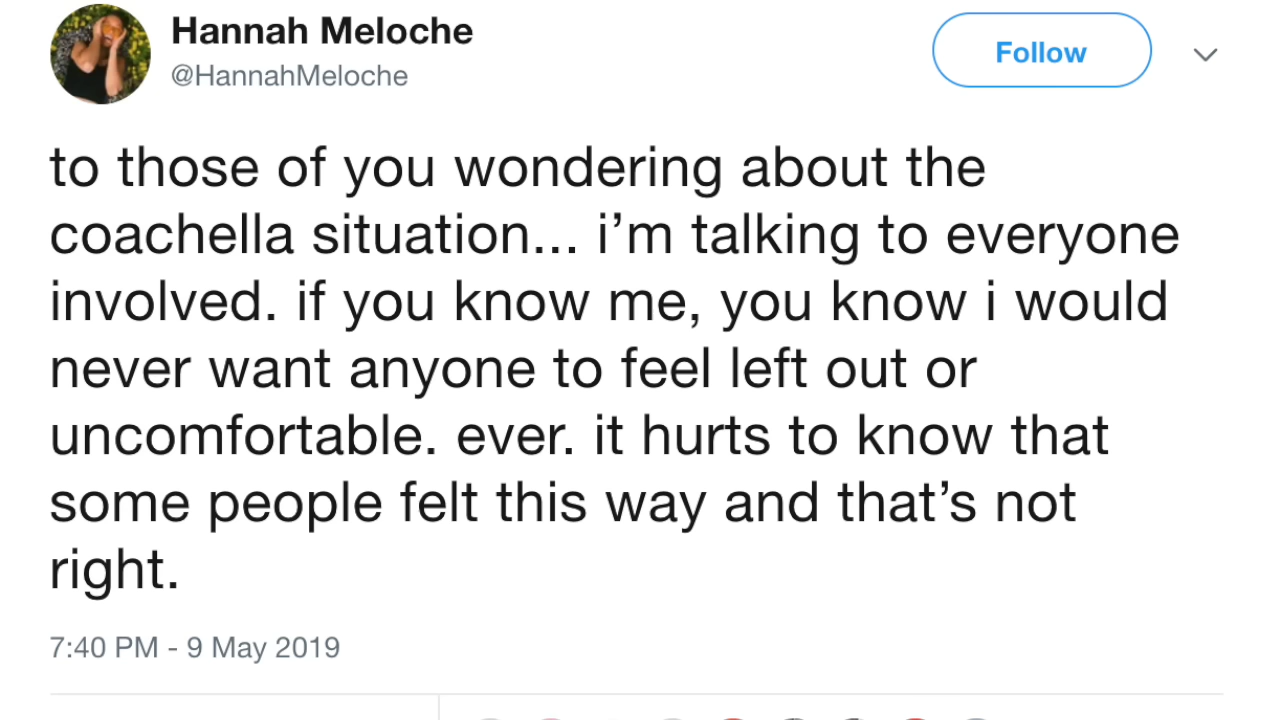 Hannah Meloche
@HannahMeloche
Follow
to those of you wondering about the
coachella situation... i’m talking to everyone
involved. if you know me, you know i would
never want anyone to feel left out or
uncomfortable. ever. it hurts to know that
some people felt this way and that’s not
right.
7:40 PM - 9 May 2019